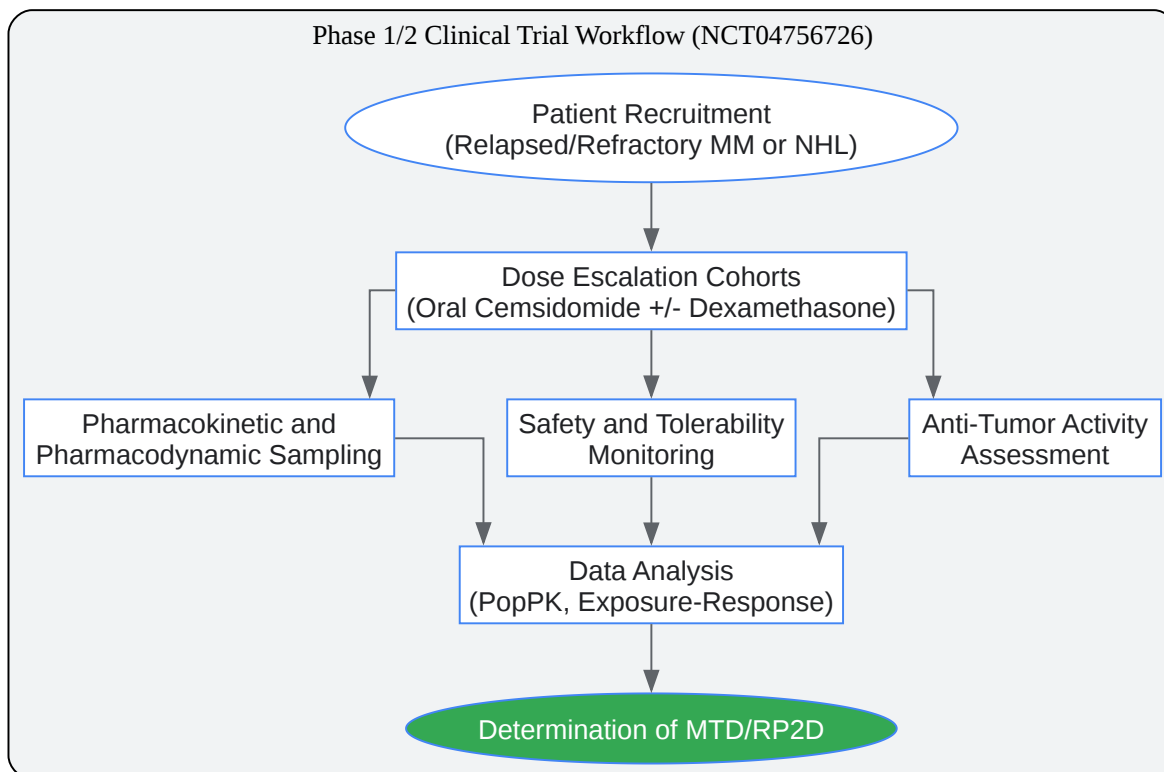 Phase 1/2 Clinical Trial Workflow (NCT04756726)
Patient Recruitment
(Relapsed/Refractory MM or NHL)
Dose Escalation Cohorts
(Oral Cemsidomide +/- Dexamethasone)
Pharmacokinetic and
Pharmacodynamic Sampling
Safety and Tolerability
Monitoring
Anti-Tumor Activity
Assessment
Data Analysis
(PopPK, Exposure-Response)
Determination of MTD/RP2D